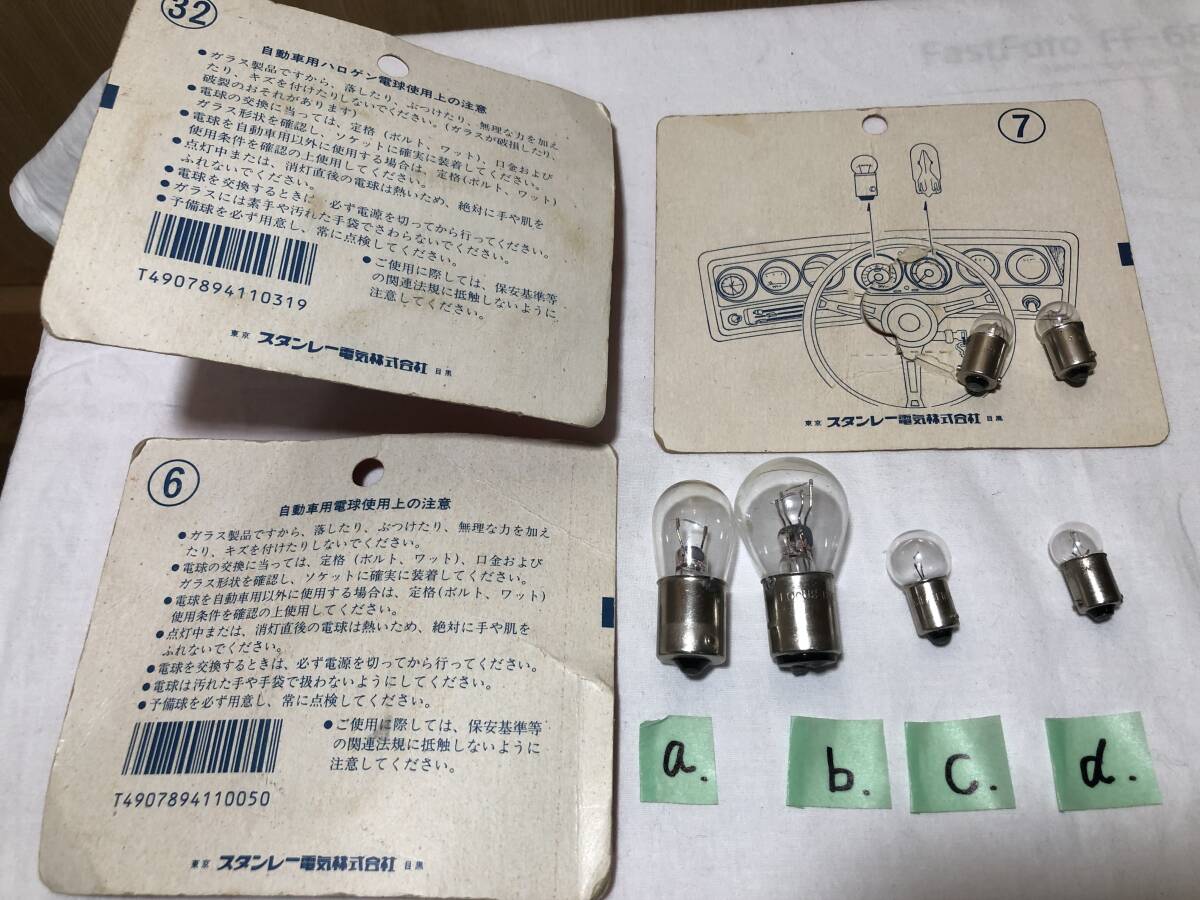 32
自動車用ハロゲン電球使用上の注意
●ガラス製品ですから、落したり、ぶつけたり、無理な力を加え
たり、キズを付けたりしないでください。(ガラスが破損したり、
破裂のおそれがあります)
●電球の交換に当っては、定格(ボルト、ワット)、口金および
ガラス形状を確認し、ソケットに確実に装着してください。
●電球を自動車用以外に使用する場合は、定格(ボルト、ワット)
使用条件を確認の上使用してください。
●点灯中または、消灯直後の電球は熱いため、絶対に手や肌を
ふれないでください。
●電球を交換するときは、必ず電源を切ってから行ってください。
●ガラスには素手や汚れた手袋でさわらないでください。
●予備球を必ず用意し、常に点検してください。
●ご使用に際しては、保安基準等
の関連法規に抵触しないように
注意してください。
T4907894110319
東京 スタンレー電気株式会社 目黒
FastFoto FF-68
7
東京 スタンレー電気株式会社 目黒
6
自動車用電球使用上の注意
●ガラス製品ですから、落したり、ぶつけたり、無理な力を加え
たり、キズを付けたりしないでください。
●電球の交換に当っては、定格(ボルト、ワット)、口金および
ガラス形状を確認し、ソケットに確実に装着してください。
●電球を自動車用以外に使用する場合は、定格(ボルト、ワット)
使用条件を確認の上使用してください。
●点灯中または、消灯直後の電球は熱いため、絶対に手や肌を
ふれないでください。
●電球を交換するときは、必ず電源を切ってから行ってください。
●電球は汚れた手や手袋で扱わないようにしてください。
●予備球を必ず用意し、常に点検してください。
●ご使用に際しては、保安基準等
の関連法規に抵触しないように
注意してください。
T4907894110050
東京 スタンレー電気株式会社 目黒
a.
b.
c.
d.